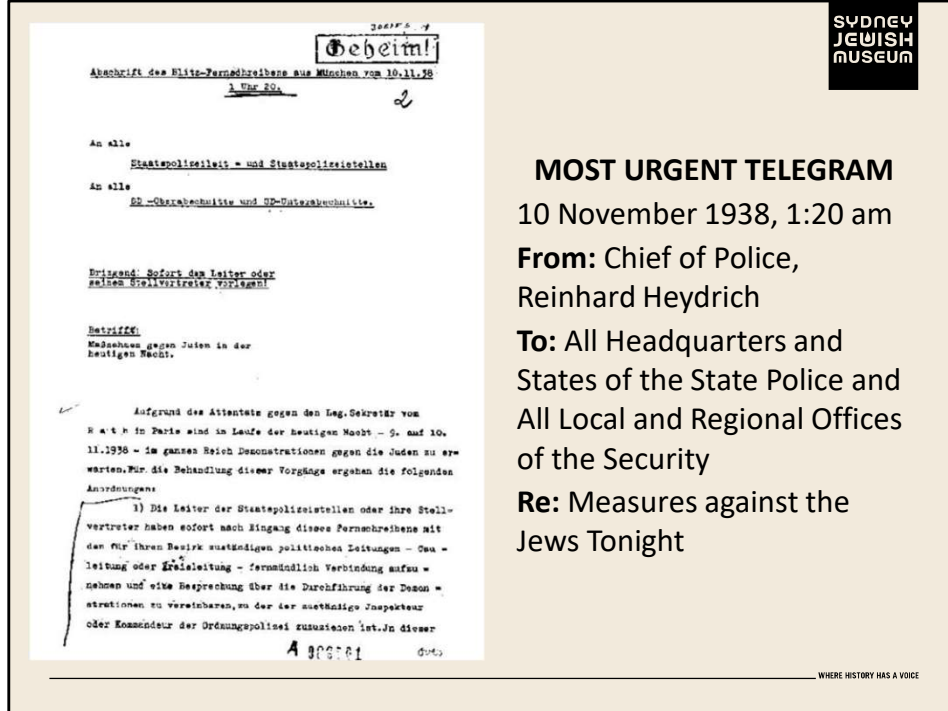 SYDNEY
JEWISH
MUSEUM
Geheim!
Abschrift des Blitz-Fernschreibens aus München vom 10.11.38
1 Uhr 20.
2
An alle
Staatspolizeileit - und Staatspolizeistellen
An alle
SD -Oberabschnitte und SD-Unterabschnitte.
Dringend! Sofort dem Leiter oder
seinem Stellvertreter vorlegen!
Betrifft:
Maßnahmen gegen Juden in der
heutigen Nacht.
Aufgrund des Attentats gegen den Leg.Sekretär vom
R a t h in Paris sind im Laufe der heutigen Nacht - 9. auf 10.
11.1938 - im ganzen Reich Demonstrationen gegen die Juden zu er=
warten.Für die Behandlung dieser Vorgänge ergehen die folgenden
Anordnungen:
1) Die Leiter der Staatspolizeistellen oder ihre Stell=
vertreter haben sofort nach Eingang dieses Fernschreibens mit
den für ihren Bezirk zuständigen politischen Leitungen - Gau =
leitung oder Kreisleitung - fernmündlich Verbindung aufzu =
nehmen und eine Besprechung über die Durchführung der Demon =
strationen zu vereinbaren,zu der der zuständige Inspekteur
oder Kommandeur der Ordnungspolizei zuzuziehen ist.In dieser
A
MOST URGENT TELEGRAM
10 November 1938, 1:20 am
From: Chief of Police,
Reinhard Heydrich
To: All Headquarters and
States of the State Police and
All Local and Regional Offices
of the Security
Re: Measures against the
Jews Tonight
WHERE HISTORY HAS A VOICE